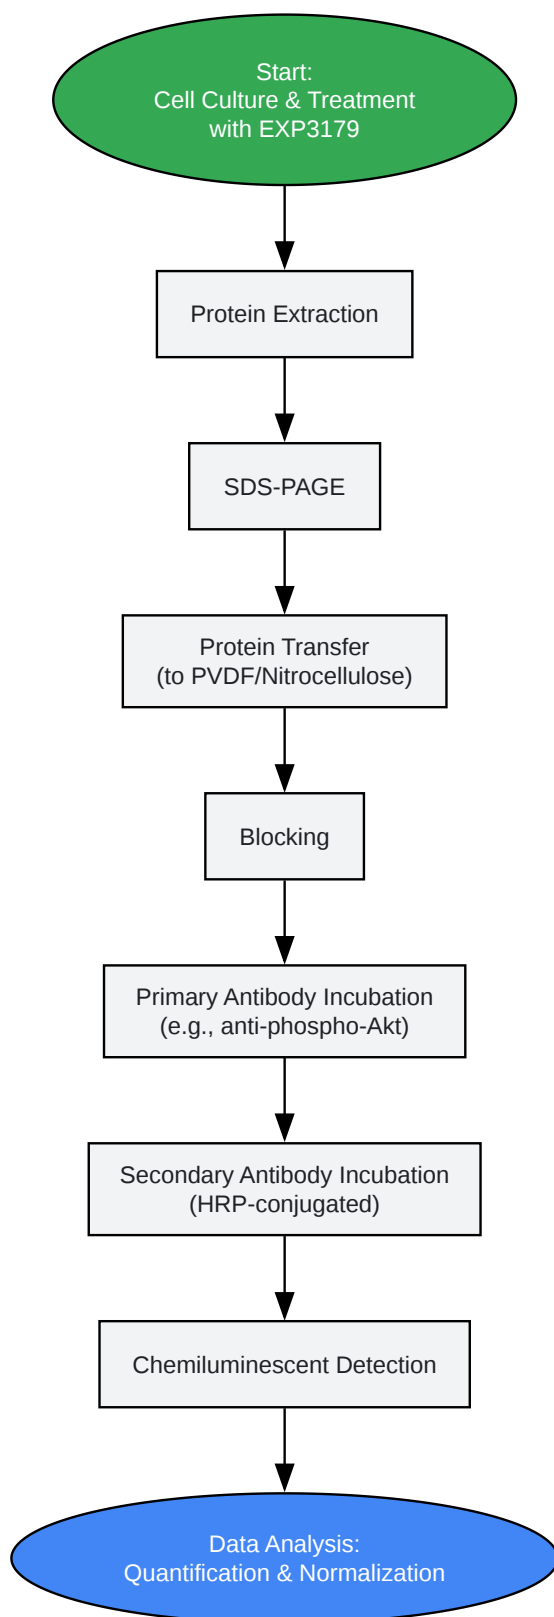 Start:
Cell Culture & Treatment
with EXP3179
Protein Extraction
SDS-PAGE
Protein Transfer
(to PVDF/Nitrocellulose)
Blocking
Primary Antibody Incubation
(e.g., anti-phospho-Akt)
Secondary Antibody Incubation
(HRP-conjugated)
Chemiluminescent Detection
Data Analysis:
Quantification & Normalization